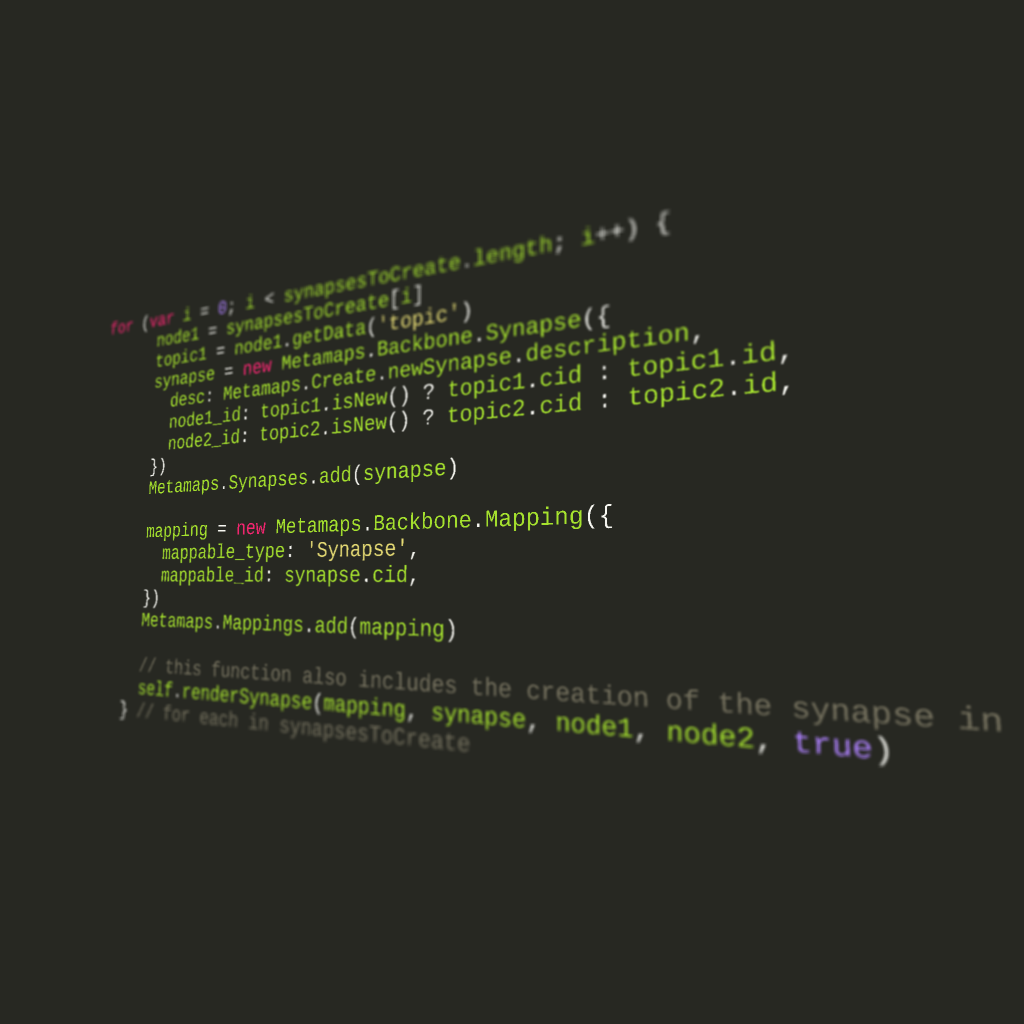 for (var i = 0; i < synapsesToCreate.length; i++) {
node1 = synapsesToCreate[i]
topic1 = node1.getData('topic')
synapse = new Metamaps.Backbone.Synapse({
desc: Metamaps.Create.newSynapse.description,
node1_id: topic1.isNew() ? topic1.cid : topic1.id,
node2_id: topic2.isNew() ? topic2.cid : topic2.id,
})
Metamaps.Synapses.add(synapse)
mapping = new Metamaps.Backbone.Mapping({
mappable_type: 'Synapse',
mappable_id: synapse.cid,
})
Metamaps.Mappings.add(mapping)
// this function also includes the creation of the synapse in
self.renderSynapse(mapping, synapse, node1, node2, true)
} // for each in synapsesToCreate